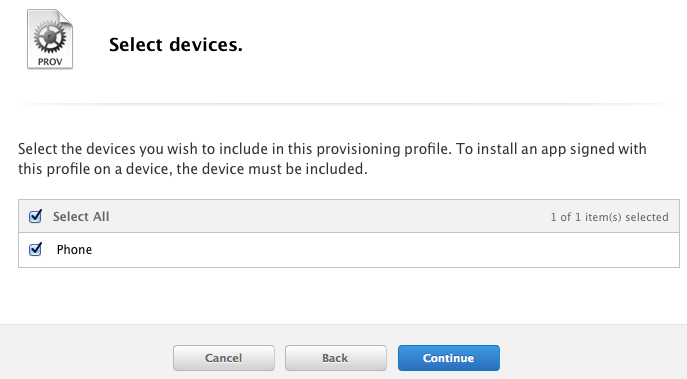 PROV
Select devices.
Select the devices you wish to include in this provisioning profile. To install an app signed with
this profile on a device, the device must be included.
Select All 1 of 1 item(s) selected
Phone
Cancel Back Continue